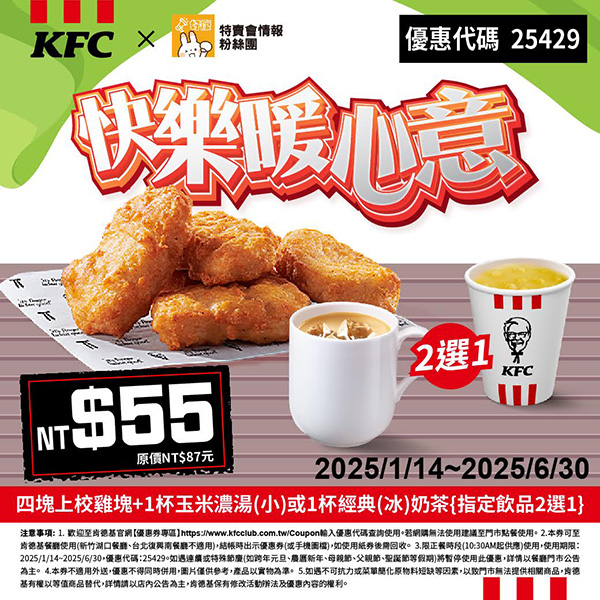 KFC × 好康 特賣會情報
粉絲團
優惠代碼 25429
快樂暖心意
2選1
KFC
NT$55
原價NT$87元
2025/1/14~2025/6/30
四塊上校雞塊+1杯玉米濃湯(小)或1杯經典(冰)奶茶{指定飲品2選1}
注意事項: 1. 歡迎至肯德基官網【優惠券專區】https://www.kfcclub.com.tw/Coupon輸入優惠代碼查詢使用。若網購無法使用建議至門市點餐使用。2.本券可至
肯德基餐廳使用(新竹湖口餐廳、台北復興南餐廳不適用)，結帳時出示優惠券(或手機圖檔)，如使用紙券後需回收。3.限正餐時段(10:30AM起供應)使用，使用期限:
2025/1/14~2025/6/30，優惠代碼:25429。如遇連續或特殊節慶(如跨年元旦、農曆新年、母親節、父親節、聖誕節等假期)將暫停使用此優惠，詳情以餐廳門市公告
為主。4.本券不適用外送，優惠不得同時併用，圖片僅供參考，產品以實物為準。5.如遇不可抗力或菜單簡化原物料短缺等因素，以致門市無法提供相關商品，肯德
基有權以等值商品替代，詳情請以店內公告為主，肯德基保有修改活動辦法及優惠內容的權利。